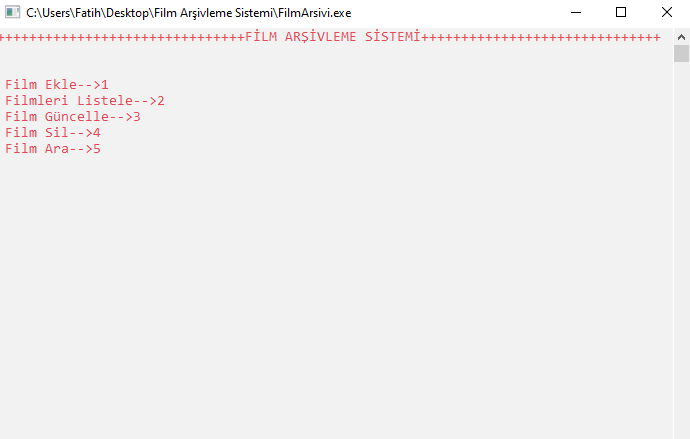 C:\Users\Fatih\Desktop\Film Arşivleme Sistemi\FilmArsivi.exe
+++++++++++++++++++++++++++++++FİLM ARŞİVLEME SİSTEMİ++++++++++++++++++++++++++++++
Film Ekle-->1
Filmleri Listele-->2
Film Güncelle-->3
Film Sil-->4
Film Ara-->5